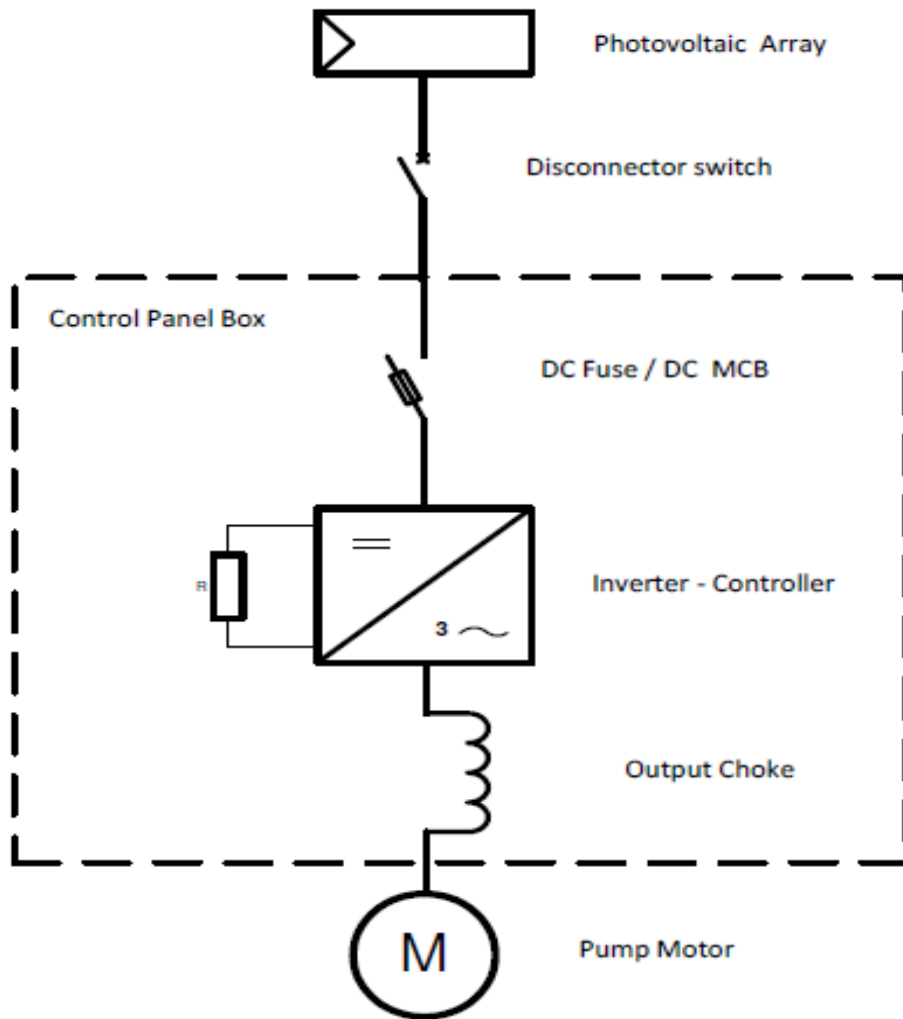 Photovoltaic Array
Disconnector switch
Control Panel Box
DC Fuse / DC MCB
R
Inverter - Controller
3
Output Choke
M
Pump Motor